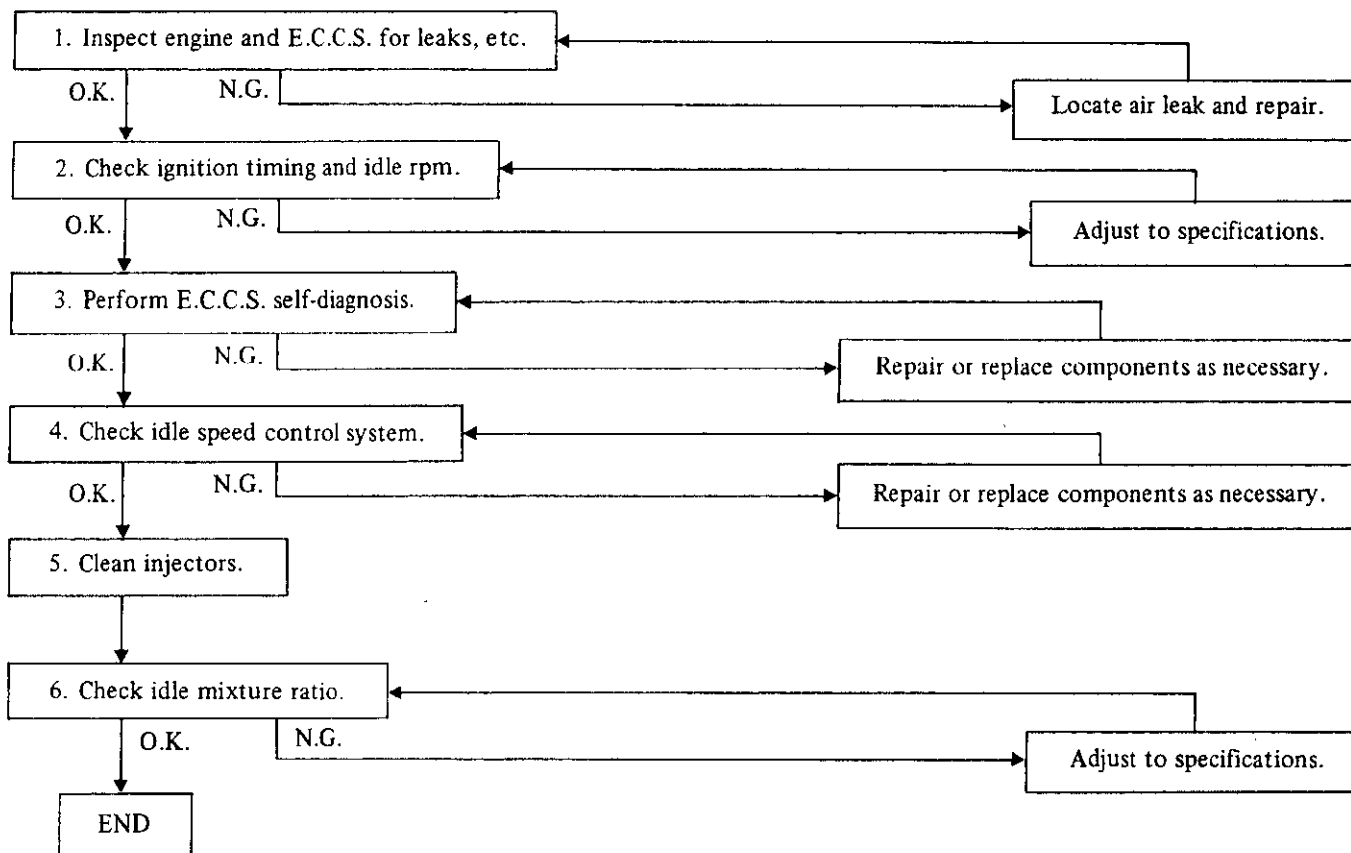 1. Inspect engine and E.C.C.S. for leaks, etc.
O.K.
N.G.
Locate air leak and repair.
2. Check ignition timing and idle rpm.
O.K.
N.G.
Adjust to specifications.
3. Perform E.C.C.S. self-diagnosis.
O.K.
N.G.
Repair or replace components as necessary.
4. Check idle speed control system.
O.K.
N.G.
Repair or replace components as necessary.
5. Clean injectors.
6. Check idle mixture ratio.
O.K.
N.G.
Adjust to specifications.
END